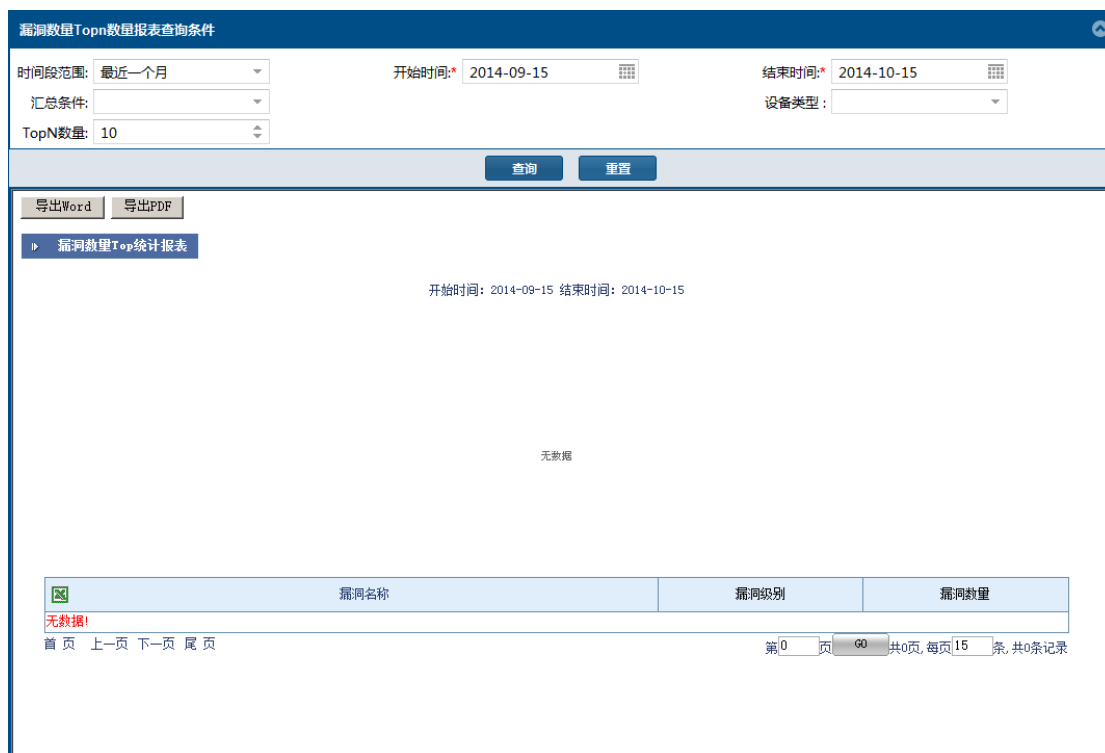 漏洞数量Topn数量报表查询条件
时间段范围: 最近一个月 开始时间:* 2014-09-15 结束时间:* 2014-10-15
汇总条件: 设备类型:
TopN数量: 10
查询 重置
导出Word 导出PDF
漏洞数量Top统计报表
开始时间: 2014-09-15 结束时间: 2014-10-15
无数据
漏洞名称 漏洞级别 漏洞数量
无数据!
首 页 上一页 下一页 尾 页 第0页 GO 共0页,每页15条,共0条记录